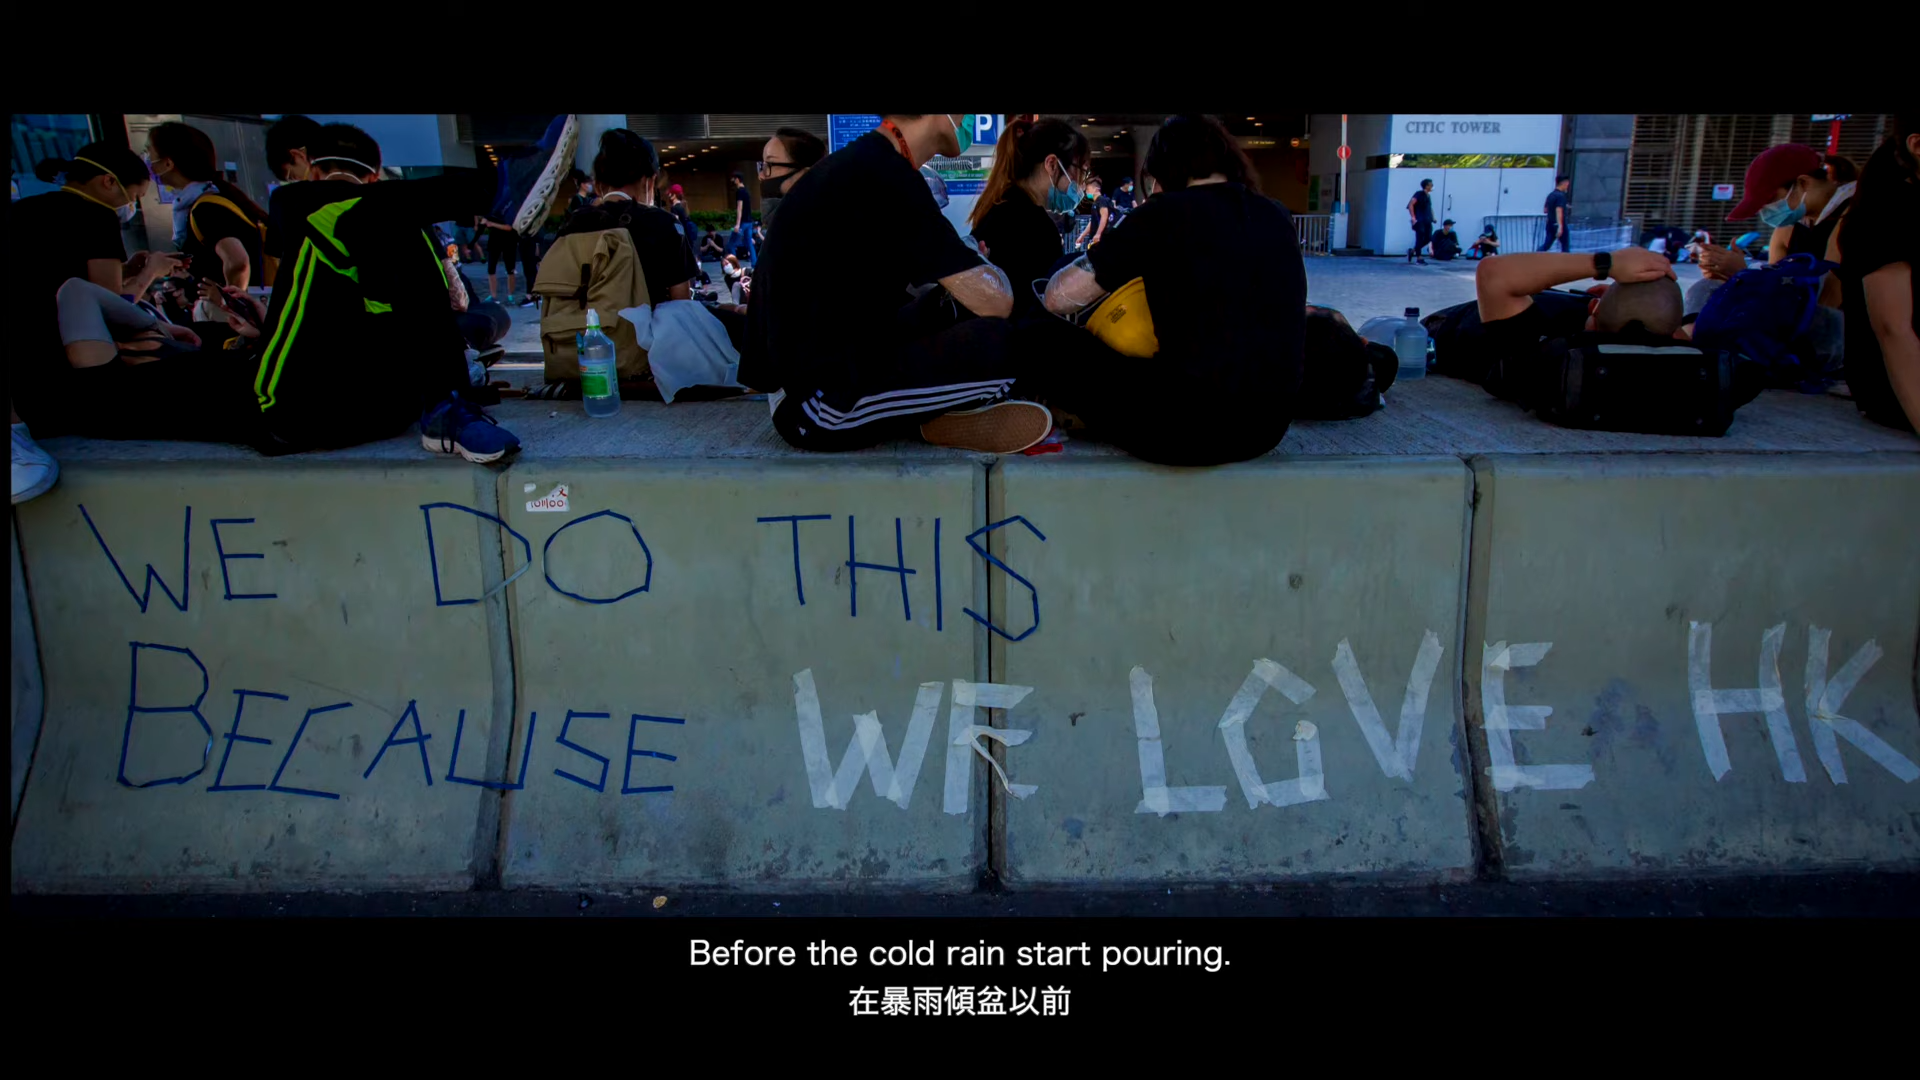 P
CITIC TOWER
WE DO THIS
BECAUSE WE LOVE HK
Before the cold rain start pouring.
在暴雨傾盆以前